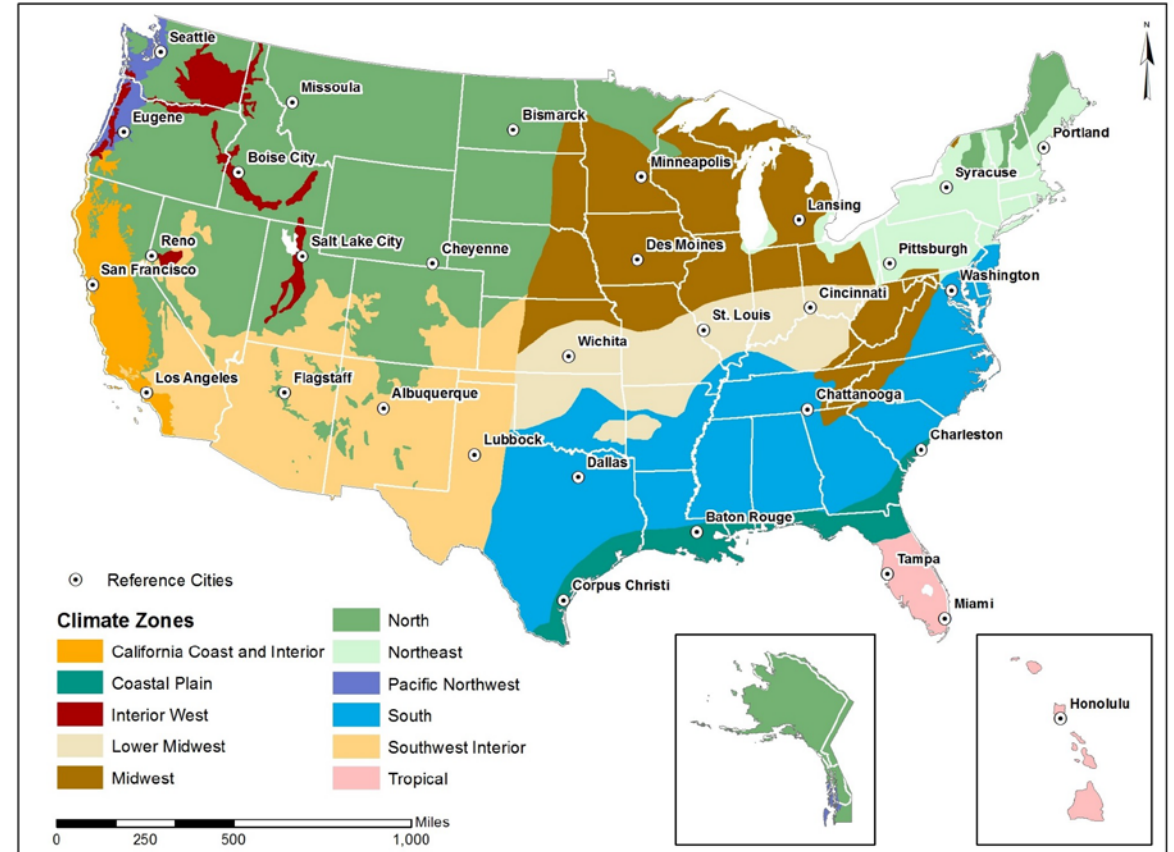 N
Seattle
Missoula
Bismarck
Portland
Eugene
Boise City
Minneapolis
Syracuse
Lansing
Reno
Salt Lake City
Cheyenne
Des Moines
Pittsburgh
San Francisco
Washington
Cincinnati
St. Louis
Wichita
Los Angeles
Flagstaff
Albuquerque
Chattanooga
Lubbock
Charleston
Dallas
Baton Rouge
Tampa
Corpus Christi
Miami
Honolulu
Reference Cities
Climate Zones
California Coast and Interior
Coastal Plain
Interior West
Lower Midwest
Midwest
North
Northeast
Pacific Northwest
South
Southwest Interior
Tropical
Miles
0 250 500 1,000